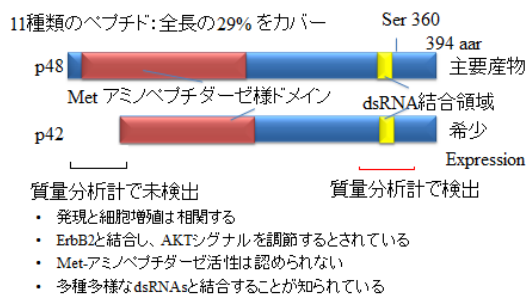 11種類のペプチド：全長の29% をカバー
Ser 360
394 aar
p48
主要産物
Met アミノペプチダーゼ様ドメイン
dsRNA結合領域
p42
希少
Expression
質量分析計で未検出
質量分析計で検出
• 発現と細胞増殖は相関する
• ErbB2と結合し、AKTシグナルを調節するとされている
• Met-アミノペプチダーゼ活性は認められない
• 多種多様なdsRNAsと結合することが知られている